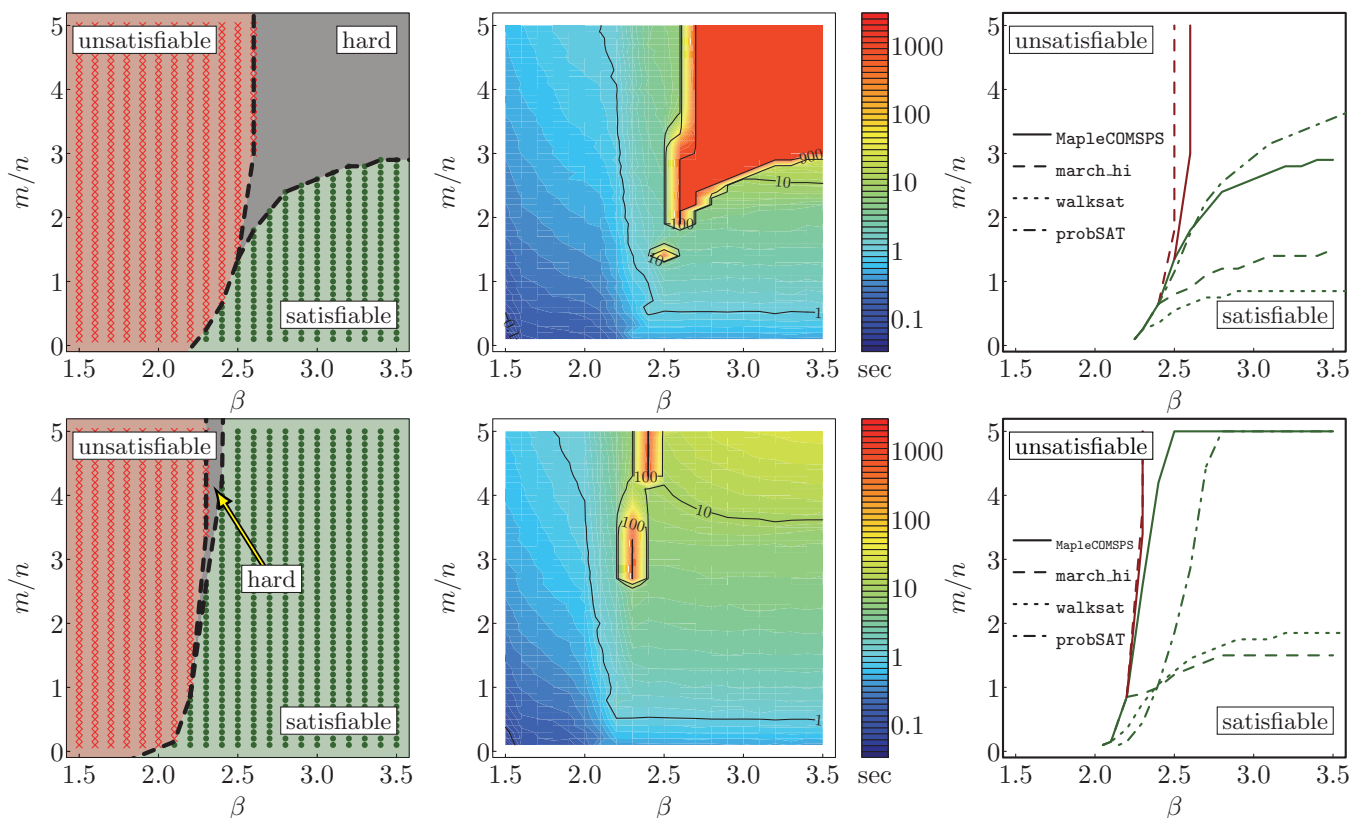 5
4
3
2
1
0
m/n
unsatisfiable
hard
satisfiable
1.5 2.0 2.5 3.0 3.5
β
5
4
3
2
1
0
m/n
900
10
100
10
1
0.1
1.5 2.0 2.5 3.0 3.5
β
1000
100
10
1
0.1
sec
5
4
3
2
1
0
m/n
unsatisfiable
MapleCOMSPS
march_hi
walksat
probSAT
satisfiable
1.5 2.0 2.5 3.0 3.5
β
5
4
3
2
1
0
m/n
unsatisfiable
hard
satisfiable
1.5 2.0 2.5 3.0 3.5
β
5
4
3
2
1
0
m/n
100
10
100
1
1.5 2.0 2.5 3.0 3.5
β
1000
100
10
1
0.1
sec
5
4
3
2
1
0
m/n
unsatisfiable
MapleCOMSPS
march_hi
walksat
probSAT
satisfiable
1.5 2.0 2.5 3.0 3.5
β